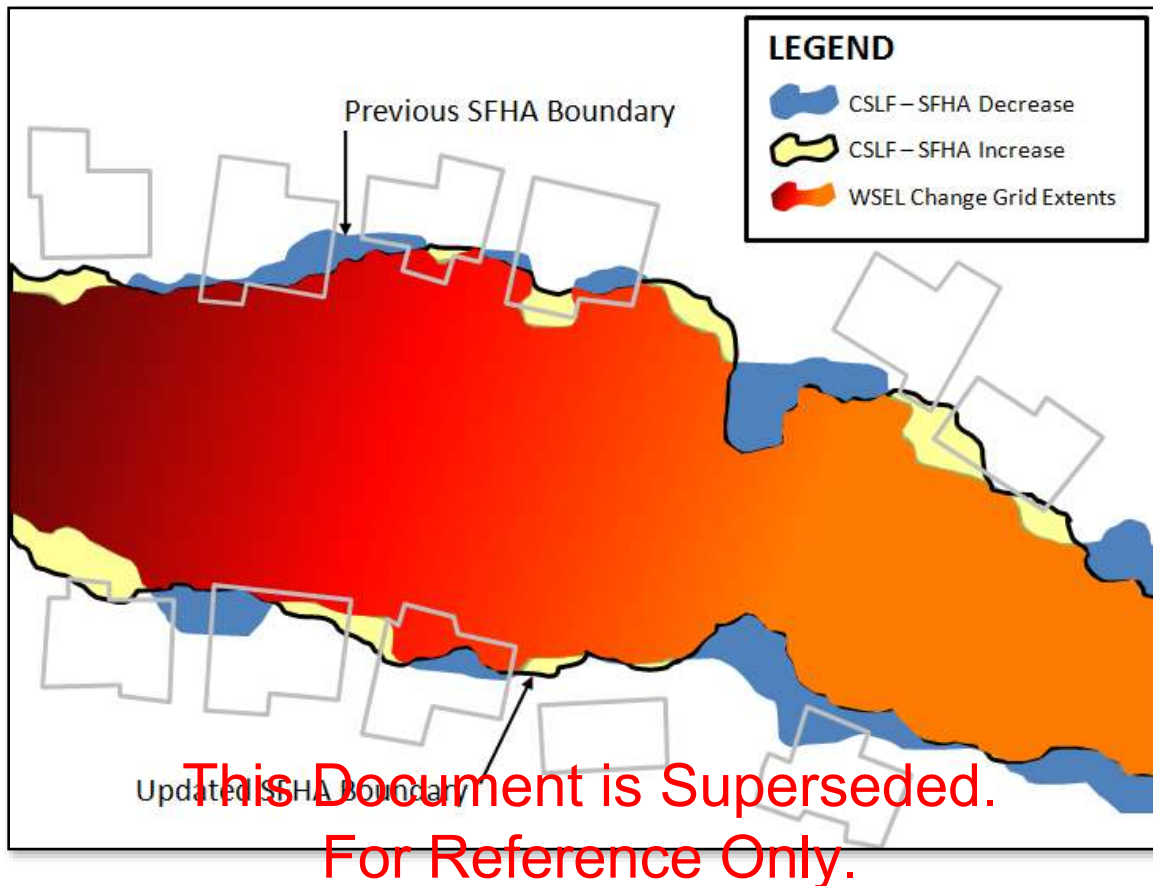 LEGEND
CSLF – SFHA Decrease
CSLF – SFHA Increase
WSEL Change Grid Extents
Previous SFHA Boundary
Updated SFHA Boundary
This Document is Superseded.
For Reference Only.